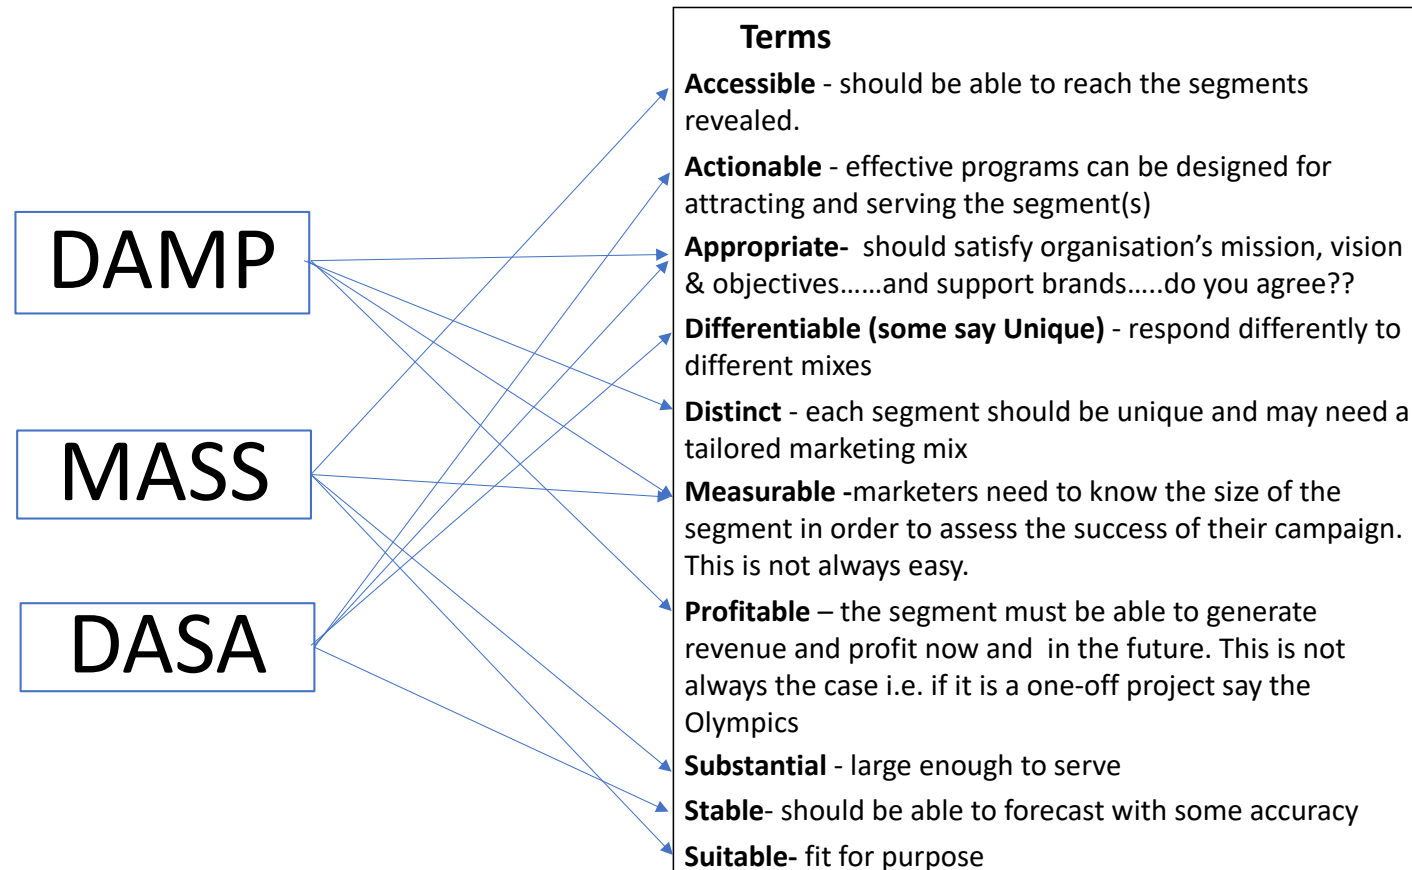 Terms
Accessible - should be able to reach the segments
revealed.
Actionable - effective programs can be designed for
attracting and serving the segment(s)
DAMP
Appropriate-  should satisfy organisation’s mission, vision
& objectives……and support brands…..do you agree??
Differentiable (some say Unique) - respond differently to
different mixes
Distinct - each segment should be unique and may need a
tailored marketing mix
MASS
Measurable -marketers need to know the size of the
segment in order to assess the success of their campaign.
This is not always easy.
DASA
Profitable – the segment must be able to generate
revenue and profit now and  in the future. This is not
always the case i.e. if it is a one-off project say the
Olympics
Substantial - large enough to serve
Stable- should be able to forecast with some accuracy
Suitable- fit for purpose